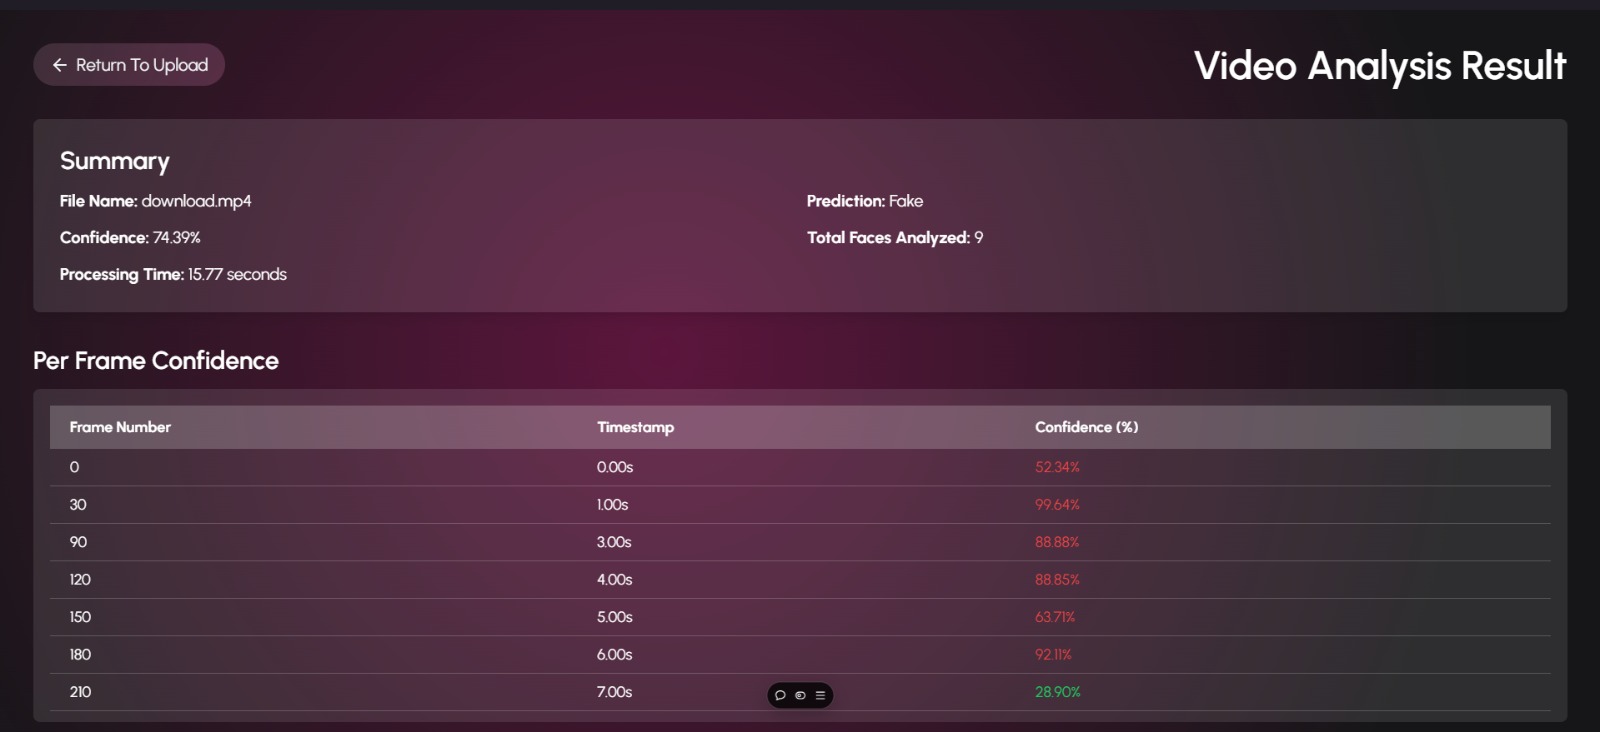 ← Return To Upload
Video Analysis Result
Summary
File Name: download.mp4
Prediction: Fake
Confidence: 74.39%
Total Faces Analyzed: 9
Processing Time: 15.77 seconds
Per Frame Confidence
Frame Number Timestamp Confidence (%)
0 0.00s 52.34%
30 1.00s 99.64%
90 3.00s 88.88%
120 4.00s 88.85%
150 5.00s 63.71%
180 6.00s 92.11%
210 7.00s 28.90%